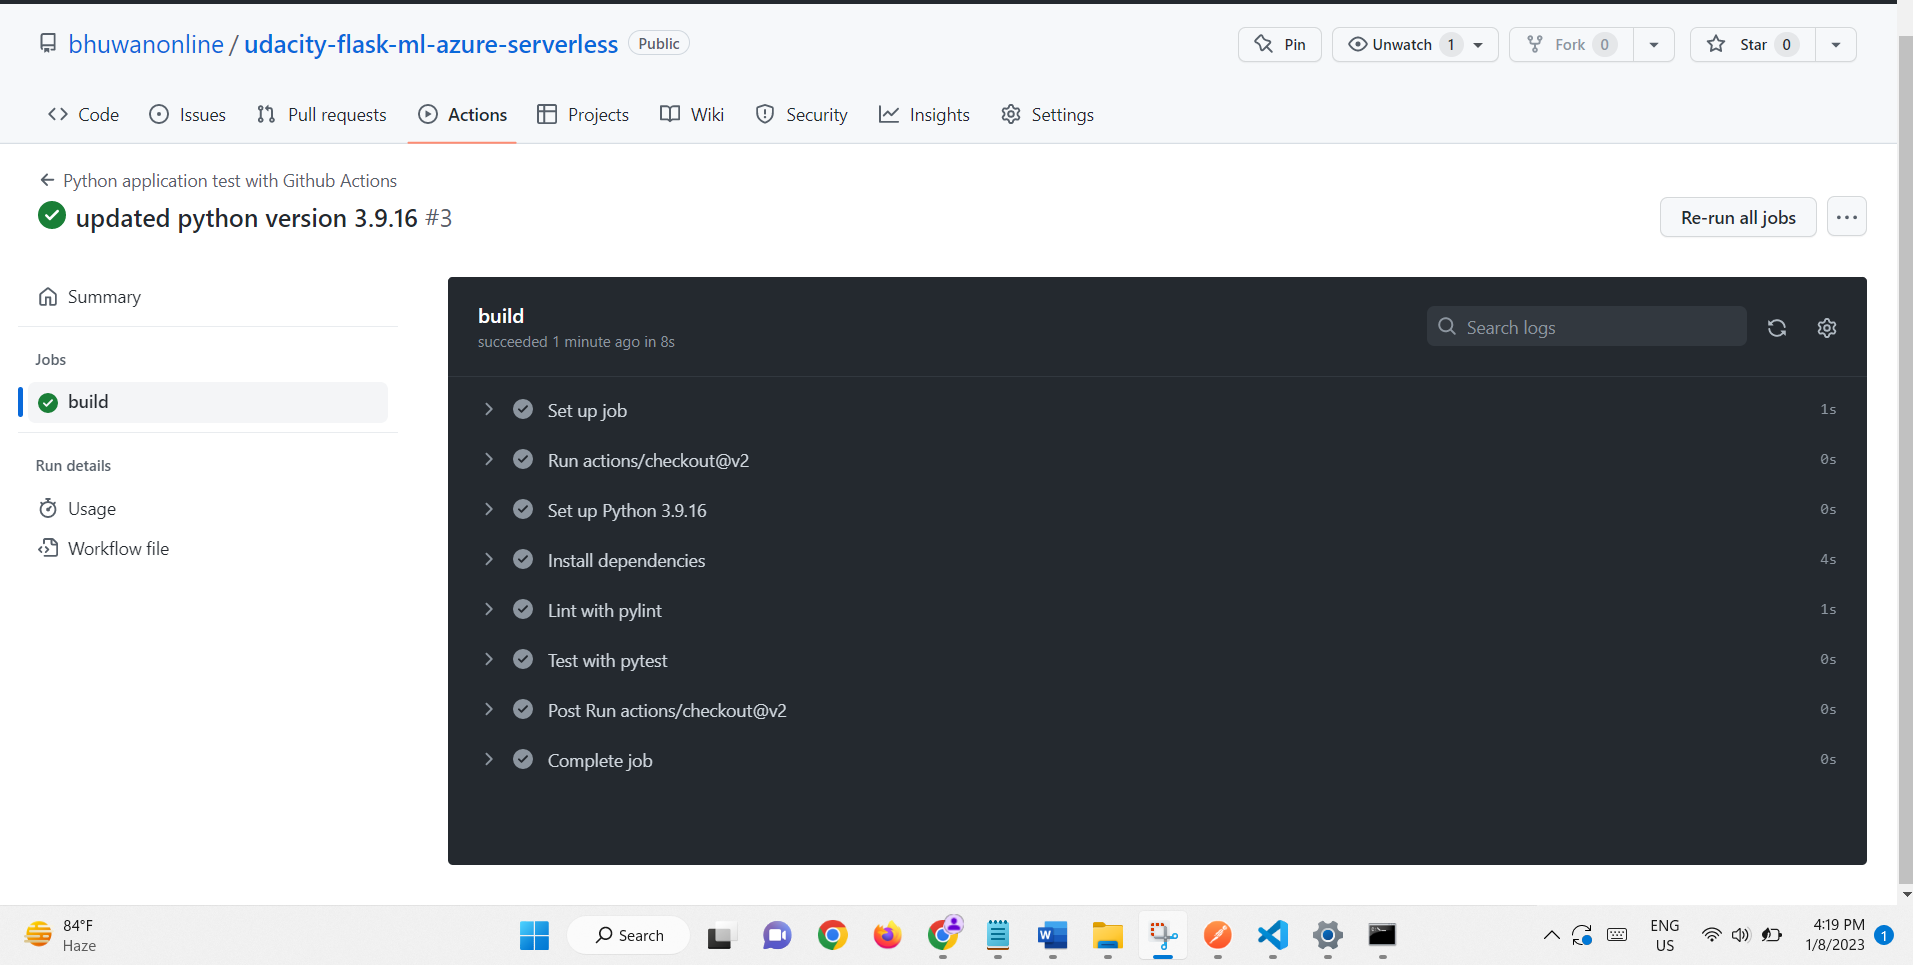 bhuwanonline / udacity-flask-ml-azure-serverless Public
Pin
Unwatch 1
Fork 0
Star 0
Code
Issues
Pull requests
Actions
Projects
Wiki
Security
Insights
Settings
Python application test with Github Actions
updated python version 3.9.16 #3
Re-run all jobs
Summary
Jobs
build
Run details
Usage
Workflow file
build
succeeded 1 minute ago in 8s
Search logs
Set up job 1s
Run actions/checkout@v2 0s
Set up Python 3.9.16 0s
Install dependencies 4s
Lint with pylint 1s
Test with pytest 0s
Post Run actions/checkout@v2 0s
Complete job 0s
84°F
Haze
Search
ENG
US
4:19 PM
1/8/2023
1